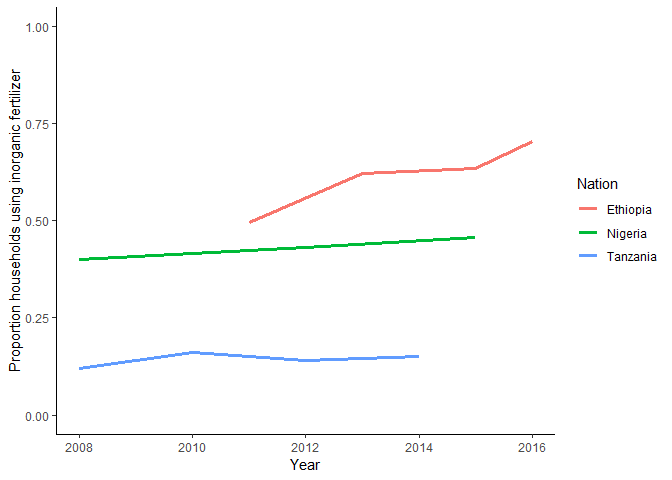 Proportion households using inorganic fertilizer
1.00
0.75
0.50
0.25
0.00
2008 2010 2012 2014 2016
Year
Nation
Ethiopia
Nigeria
Tanzania